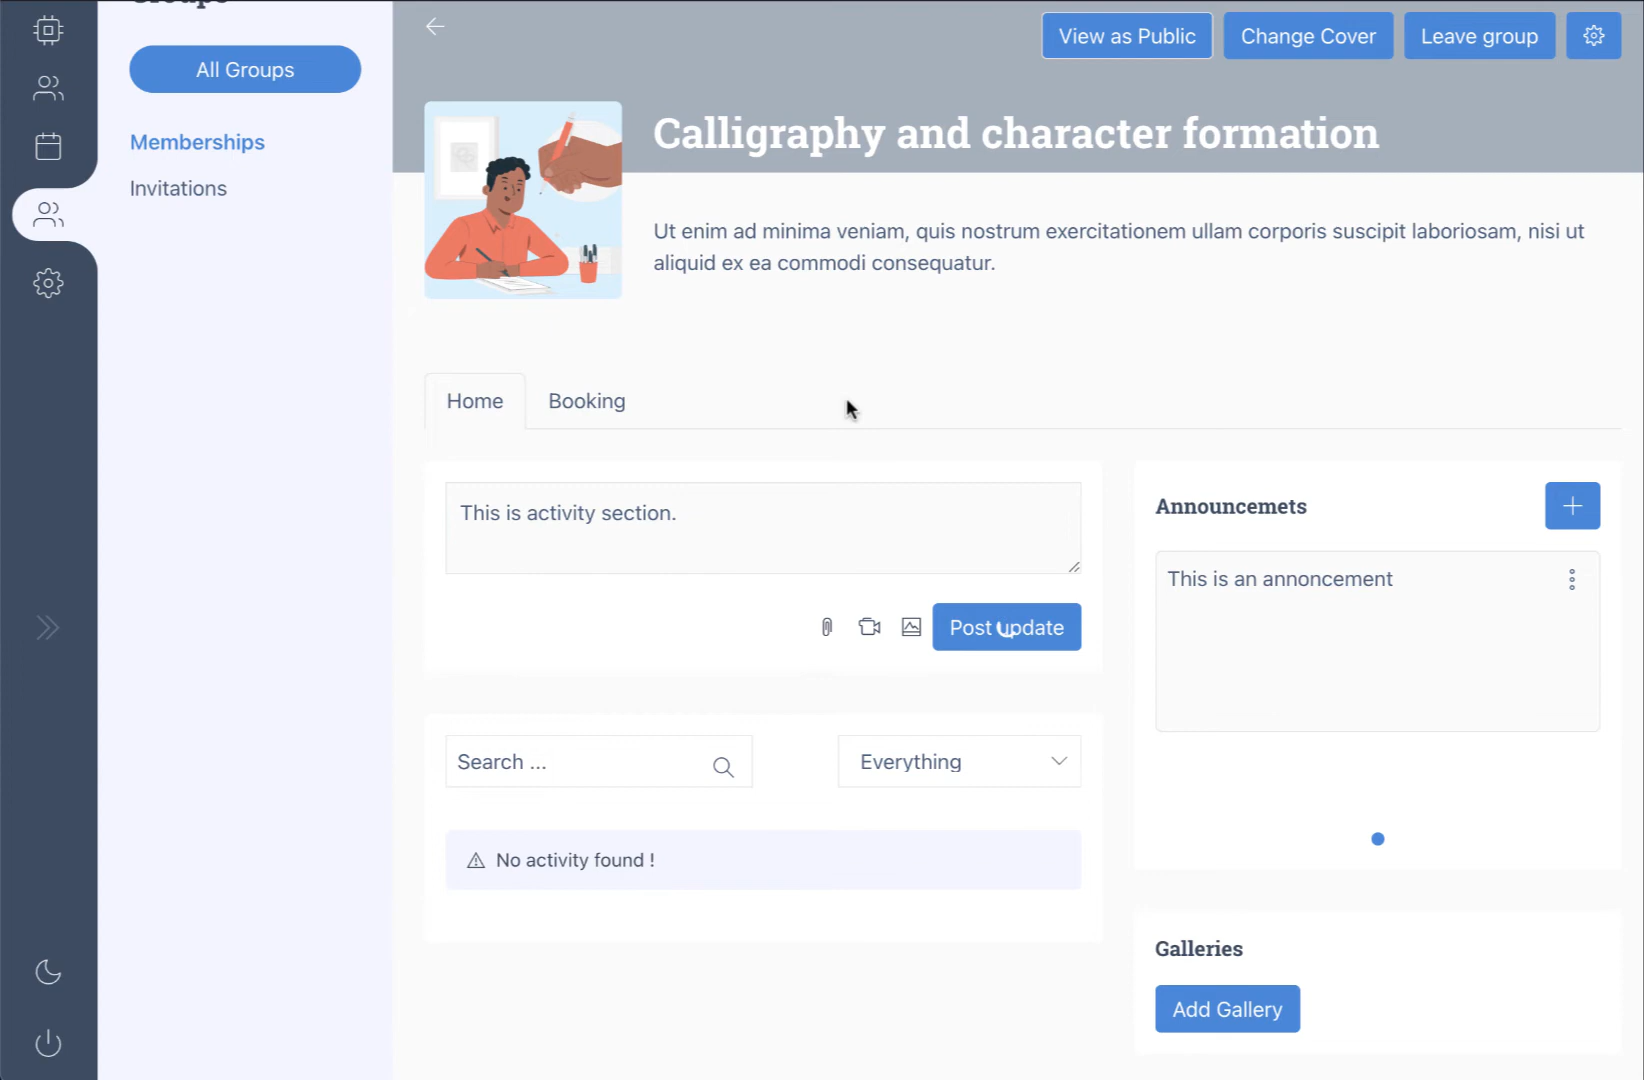 Groups
All Groups
Memberships
Invitations
View as Public
Change Cover
Leave group
Calligraphy and character formation
Ut enim ad minima veniam, quis nostrum exercitationem ullam corporis suscipit laboriosam, nisi ut
aliquid ex ea commodi consequatur.
Home
Booking
This is activity section.
Post update
Search ...
Everything
No activity found !
Announcemets
This is an annoncement
Galleries
Add Gallery